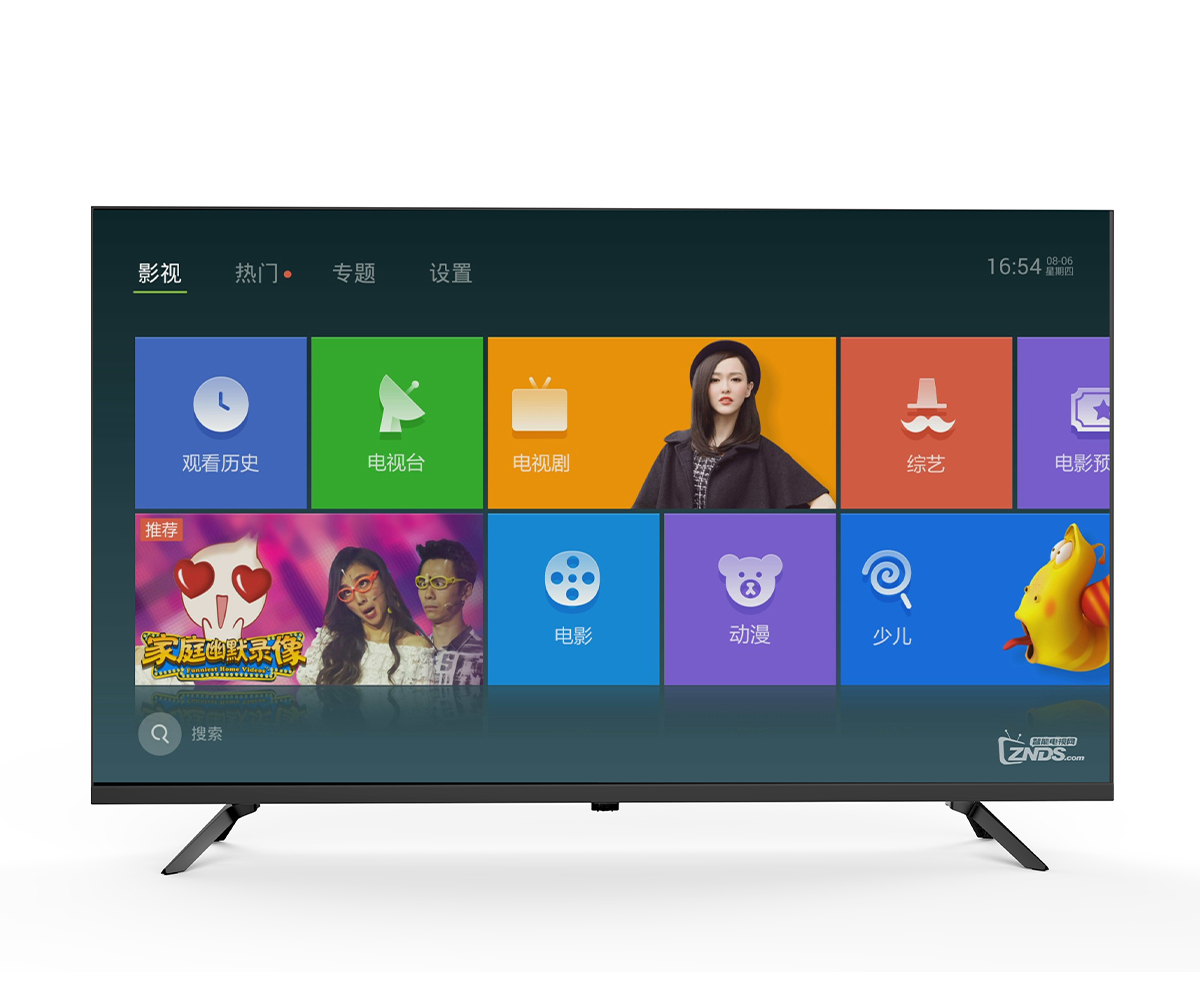 影视
热门
专题
设置
16:54
08-06
星期四
观看历史
电视台
电视剧
综艺
电影预
推荐
家庭幽默录像
Funniest Home Videos
电影
动漫
少儿
搜索
智能电视网
ZNDS.com